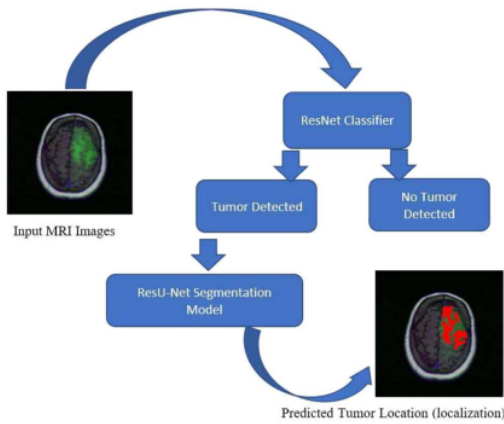 ResNet Classifier
Tumor Detected
No Tumor
Detected
Input MRI Images
ResU-Net Segmentation
Model
Predicted Tumor Location (localization)